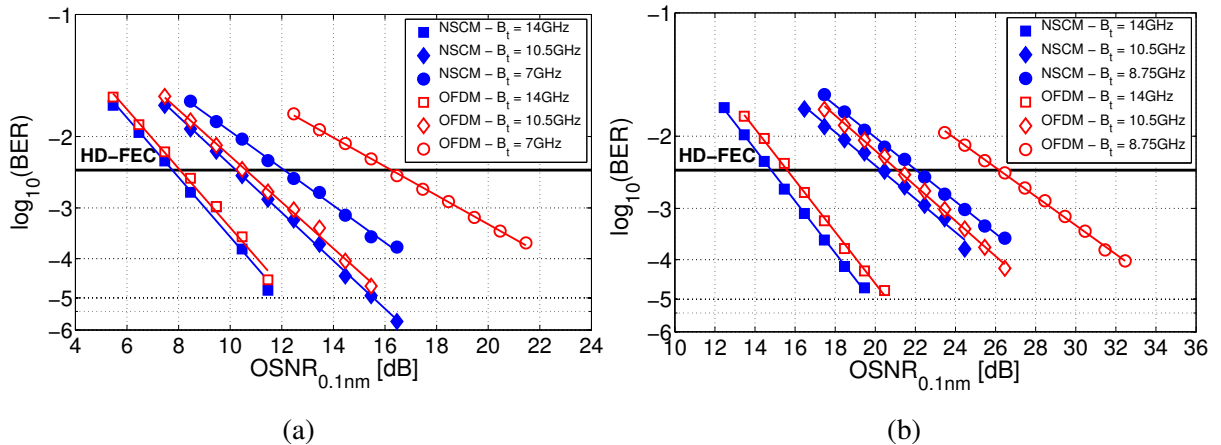 −1
−2
−3
−4
−5
−6
log10(BER)
HD−FEC
NSCM − Bt = 14GHz
NSCM − Bt = 10.5GHz
NSCM − Bt = 7GHz
OFDM − Bt = 14GHz
OFDM − Bt = 10.5GHz
OFDM − Bt = 7GHz
4 6 8 10 12 14 16 18 20 22 24
OSNR0.1nm [dB]
(a)
−1
−2
−3
−4
−5
−6
log10(BER)
HD−FEC
NSCM − Bt = 14GHz
NSCM − Bt = 10.5GHz
NSCM − Bt = 8.75GHz
OFDM − Bt = 14GHz
OFDM − Bt = 10.5GHz
OFDM − Bt = 8.75GHz
10 12 14 16 18 20 22 24 26 28 30 32 34 36
OSNR0.1nm [dB]
(b)